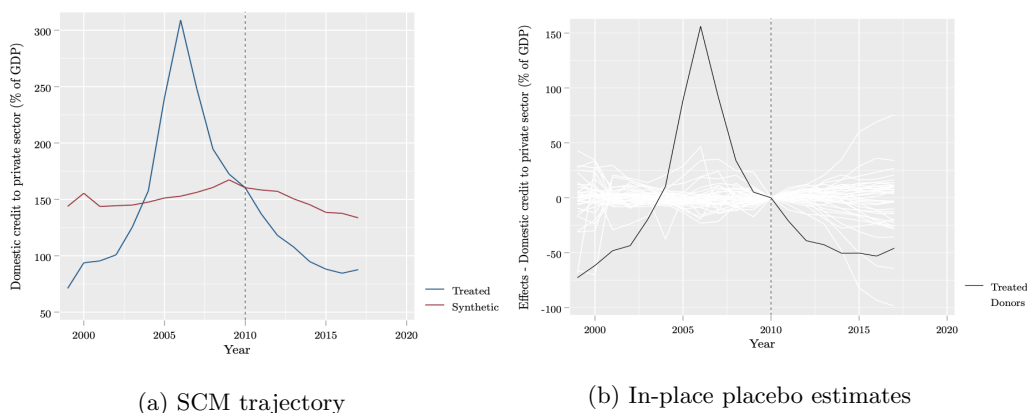 Domestic credit to private sector (% of GDP)
300
250
200
150
100
50
2000
2005
2010
2015
2020
Year
Treated
Synthetic
(a) SCM trajectory
Effects - Domestic credit to private sector (% of GDP)
150
100
50
0
-50
-100
2000
2005
2010
2015
2020
Year
Treated
Donors
(b) In-place placebo estimates